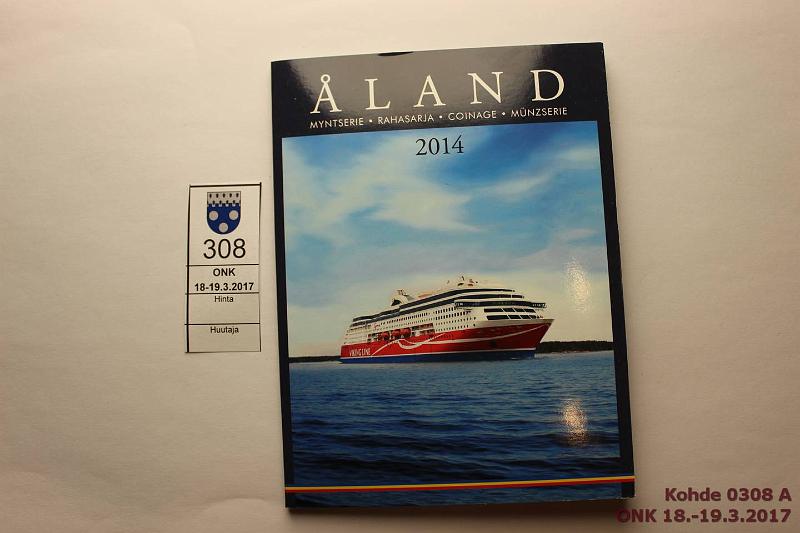 ÅLAND
MYNTSERIE • RAHASARJA • COINAGE • MÜNZSERIE
2014
VIKING LINE
308
ONK
18-19.3.2017
Hinta
Huutaja
Kohde 0308 A
ONK 18.-19.3.2017